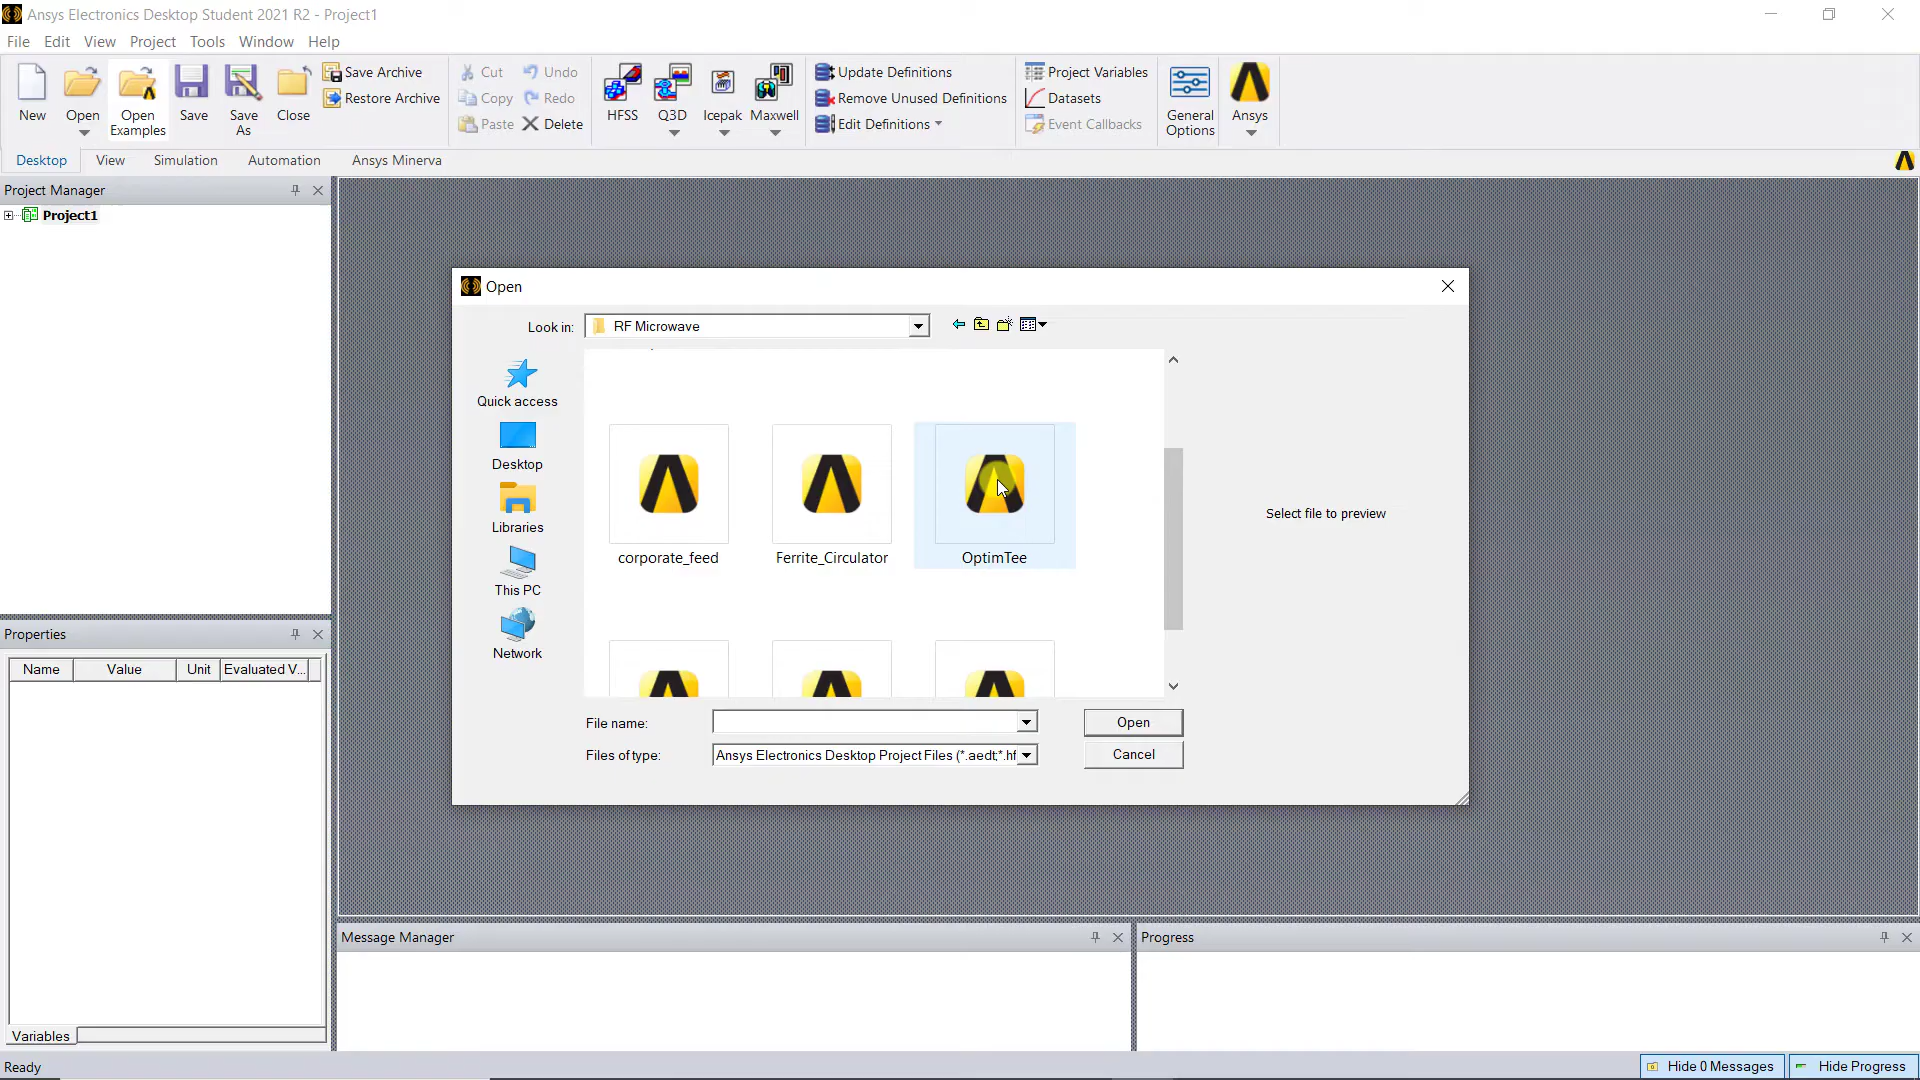 Ansys Electronics Desktop Student 2021 R2 - Project1
File Edit View Project Tools Window Help
New
Open
Open Examples
Save
Save As
Close
Save Archive
Restore Archive
Cut
Copy
Paste
Undo
Redo
Delete
HFSS
Q3D
Icepak
Maxwell
Update Definitions
Remove Unused Definitions
Edit Definitions
Project Variables
Datasets
Event Callbacks
General Options
Ansys
Desktop View Simulation Automation Ansys Minerva
Project Manager
Project1
Open
Look in: RF Microwave
Quick access
Desktop
Libraries
This PC
Network
corporate_feed
Ferrite_Circulator
OptimTee
Select file to preview
File name:
Open
Files of type: Ansys Electronics Desktop Project Files (*.aedt;*.hf
Cancel
Properties
Name Value Unit Evaluated V...
Variables
Message Manager
Progress
Ready
Hide 0 Messages
Hide Progress